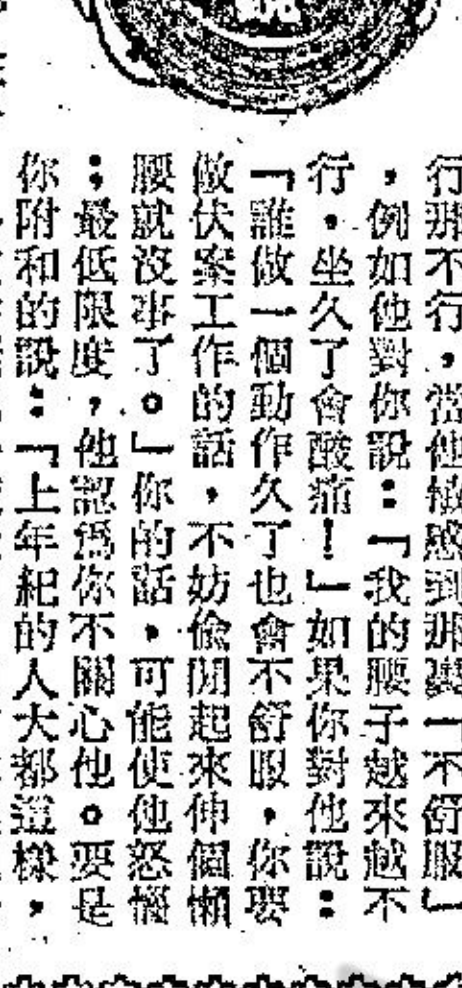 行那不行，當他敏感到那裏「不舒服」
，例如他對你說：「我的腰子越來越不
行，坐久了會酸痛！」如果你對他說：
「誰做一個動作久了也會不舒服，你要
做伏案工作的話，不妨偷閒起來伸個懶
腰就沒事了。」你的話，可能使他怒惱
；最低限度，他認為你不關心他。要是
你附和的說：「上年紀的人大都這樣，